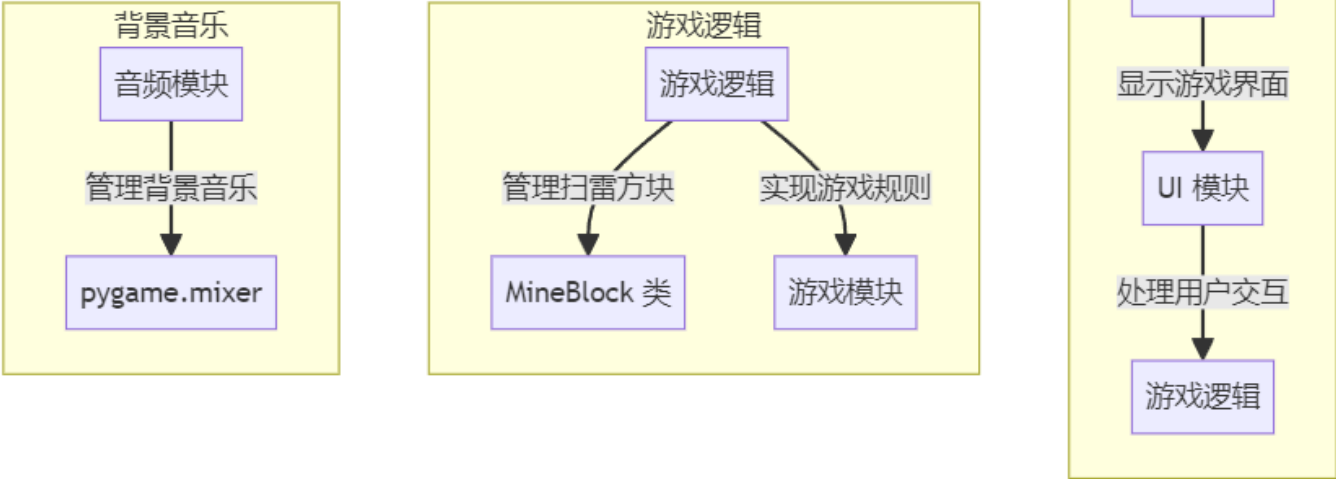 背景音乐
音频模块
管理背景音乐
pygame.mixer
游戏逻辑
游戏逻辑
管理扫雷方块
实现游戏规则
MineBlock 类
游戏模块
显示游戏界面
UI 模块
处理用户交互
游戏逻辑